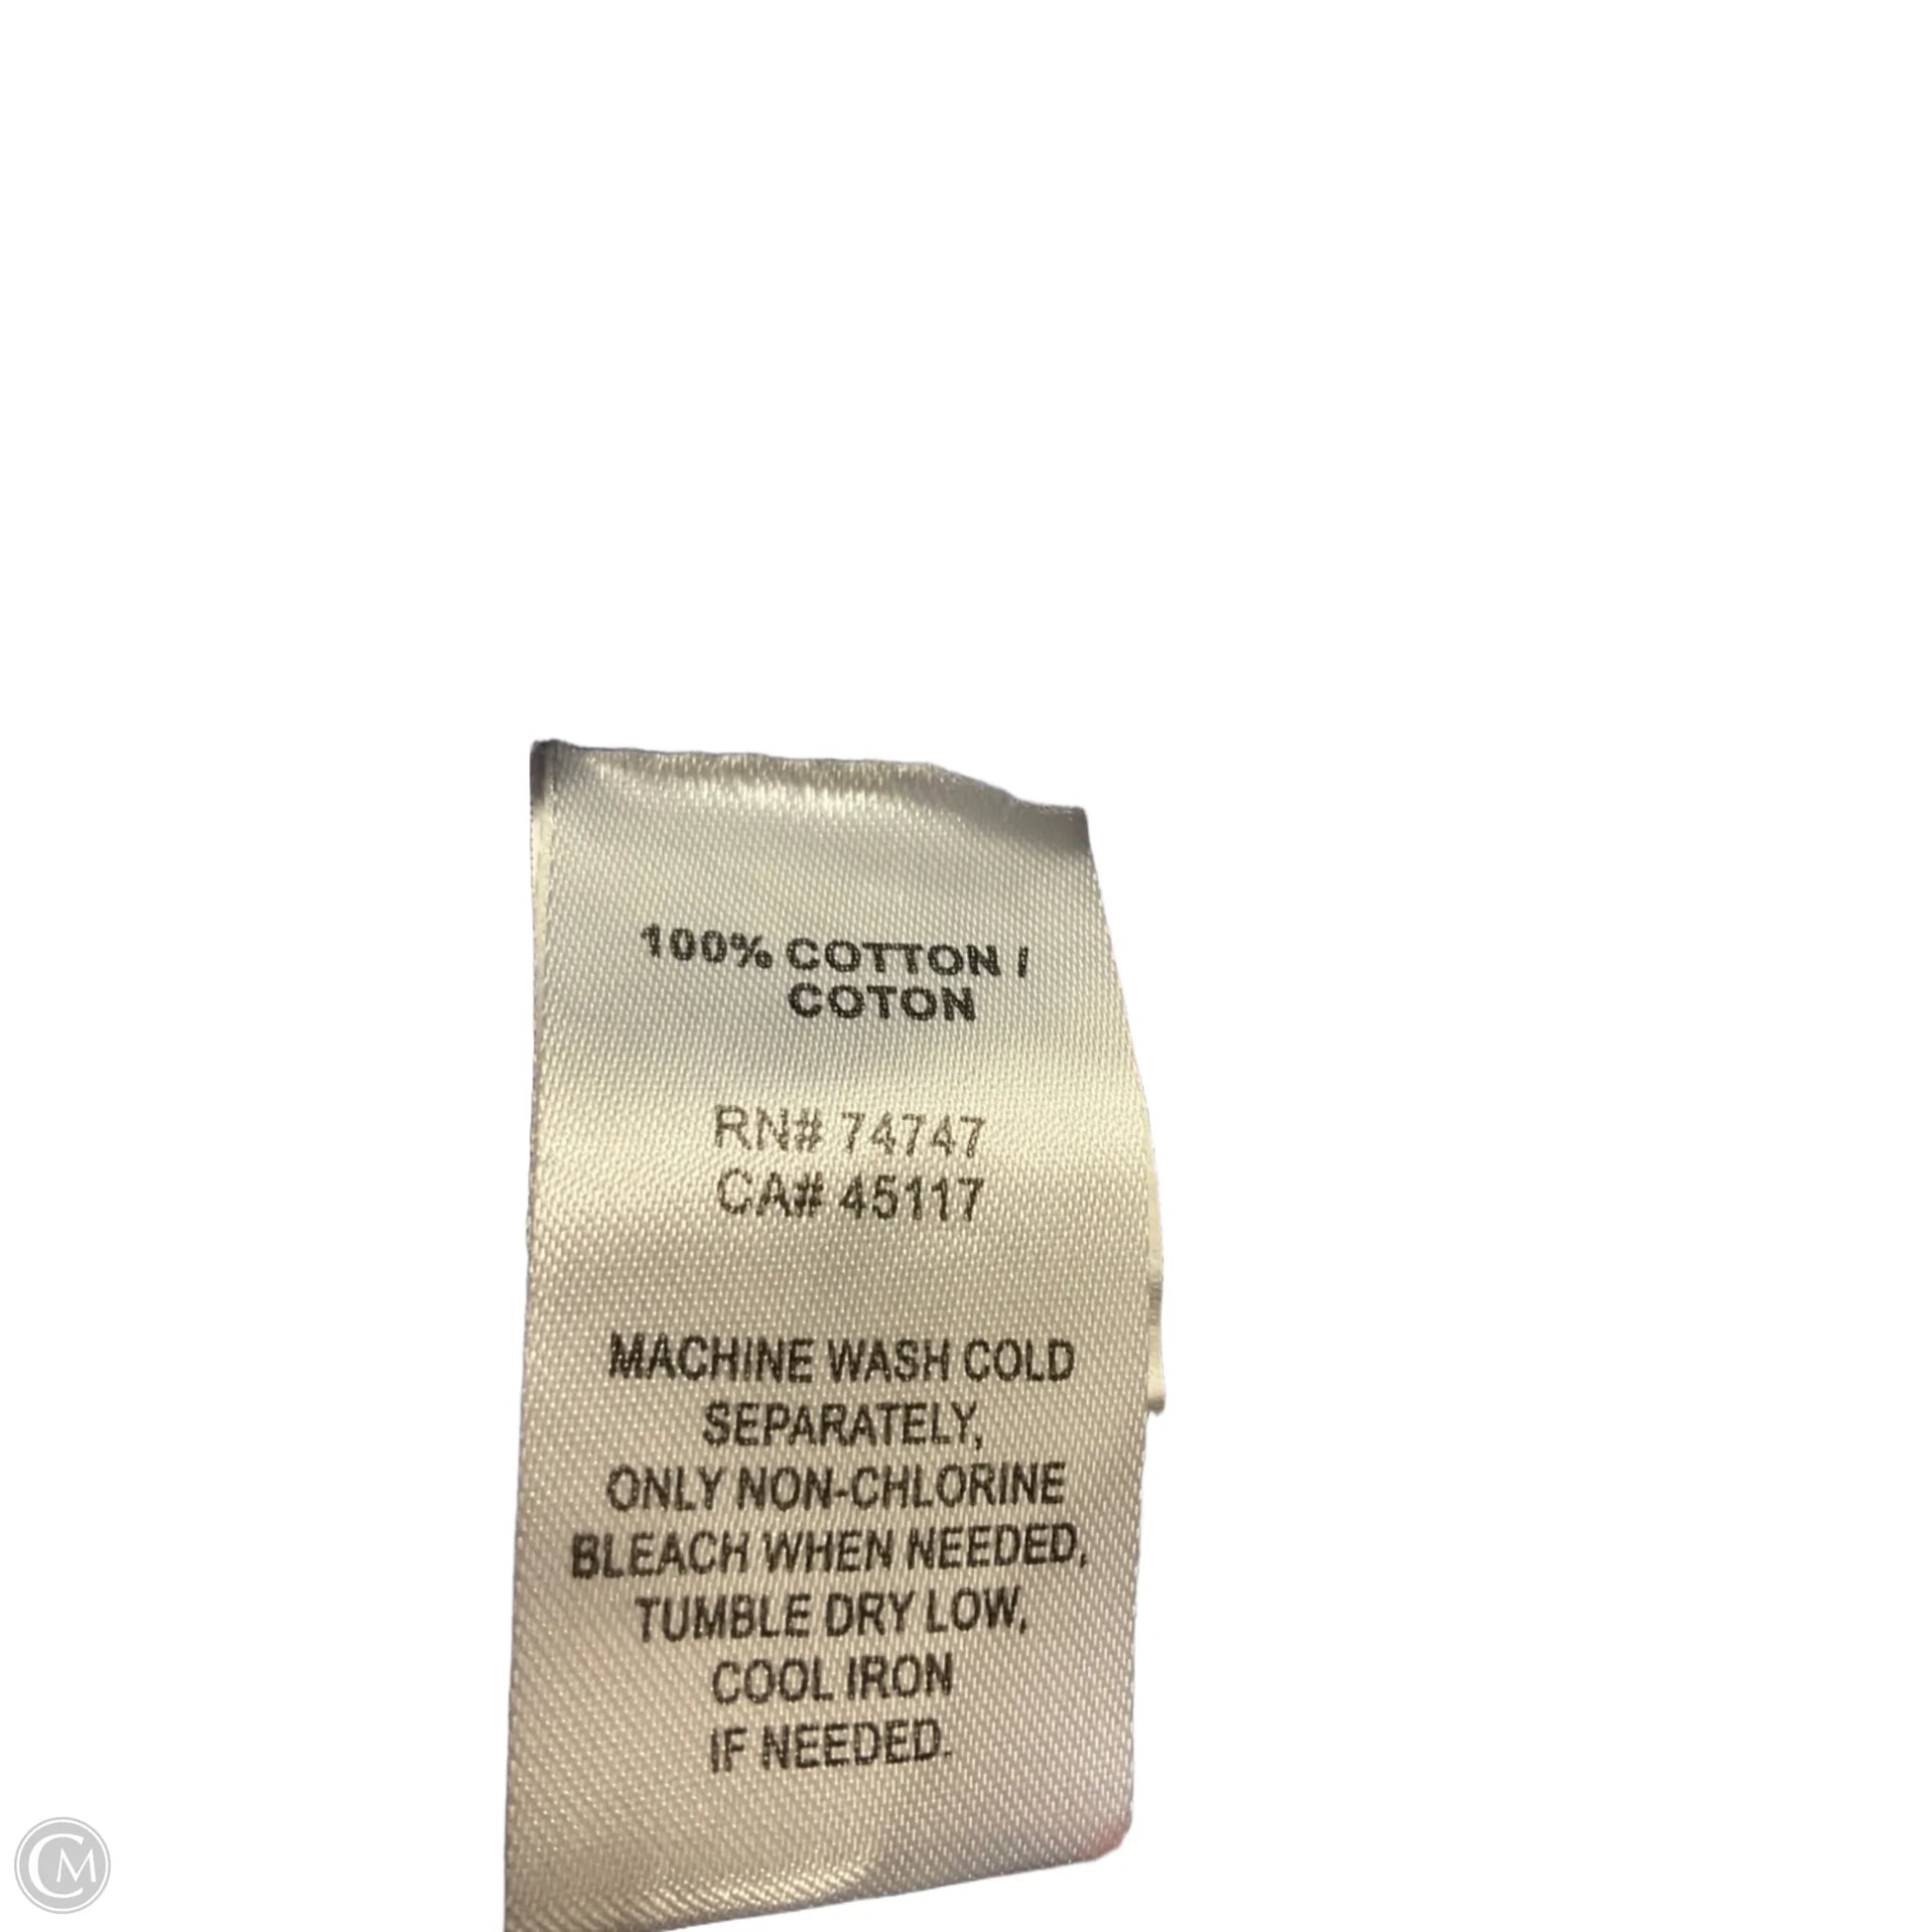 100% COTTON /
COTON
RN# 74747
CA# 45117
MACHINE WASH COLD
SEPARATELY,
ONLY NON-CHLORINE
BLEACH WHEN NEEDED,
TUMBLE DRY LOW,
COOL IRON
IF NEEDED.
CM